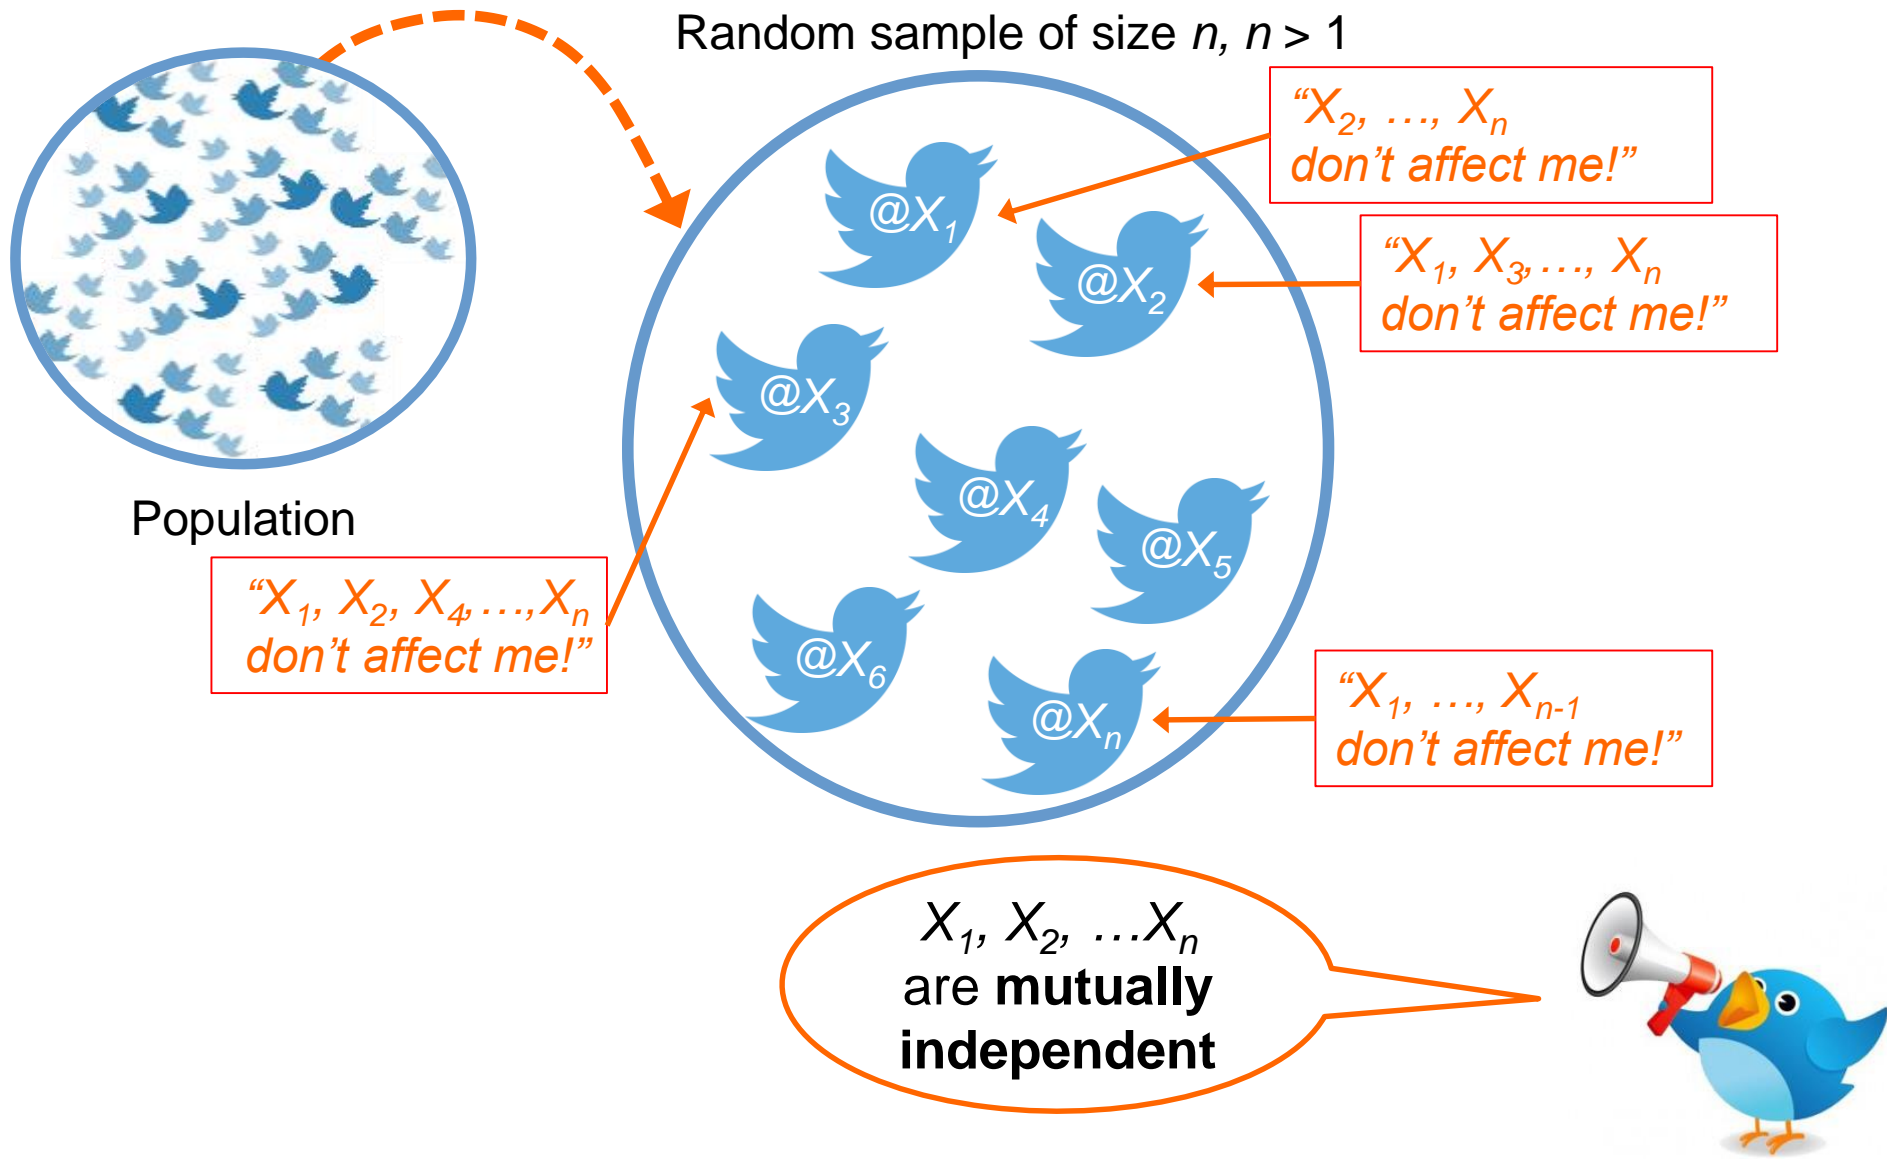 Random sample of size n, n > 1
“X₂, …, Xₙ
don’t affect me!”
@X₁
@X₂
“X₁, X₃,…, Xₙ
don’t affect me!”
@X₃
@X₄
Population
@X₅
“X₁, X₂, X₄,…,Xₙ
don’t affect me!”
@X₆
@Xₙ
“X₁, …, Xₙ₋₁
don’t affect me!”
X₁, X₂, …Xₙ
are mutually
independent